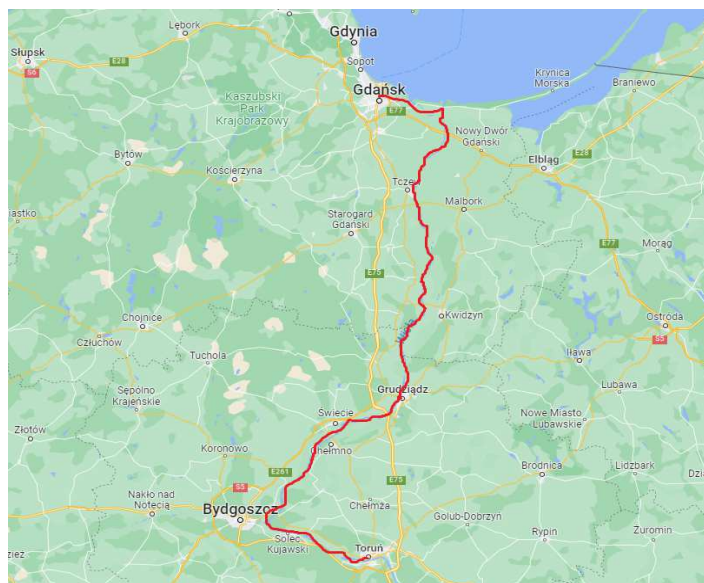 Lębork
Gdynia
Słupsk
E28
S6
Sopot
Krynica
Morska
Braniewo
Gdańsk
Kaszubski
Park
Krajobrazowy
E77
Nowy Dwór
Gdański
E28
Elbląg
Bytów
Kościerzyna
Tczew
Malbork
iastko
Starogard
Gdański
E77
Morąg
E75
Chojnice
Kwidzyn
Ostróda
S5
Człuchów
Tuchola
Iława
Lubawa
Sępólno
Krajeńskie
Grudziądz
Świecie
Nowe Miasto
Lubawskie
Złotów
Chełmno
Koronowo
E261
E75
Brodnica
Lidzbark
Dzia
S5
Nakło nad
Notecią
Bydgoszcz
Chełmża
Golub-Dobrzyń
Rypin
Żuromin
Solec
Kujawski
Toruń
dzież